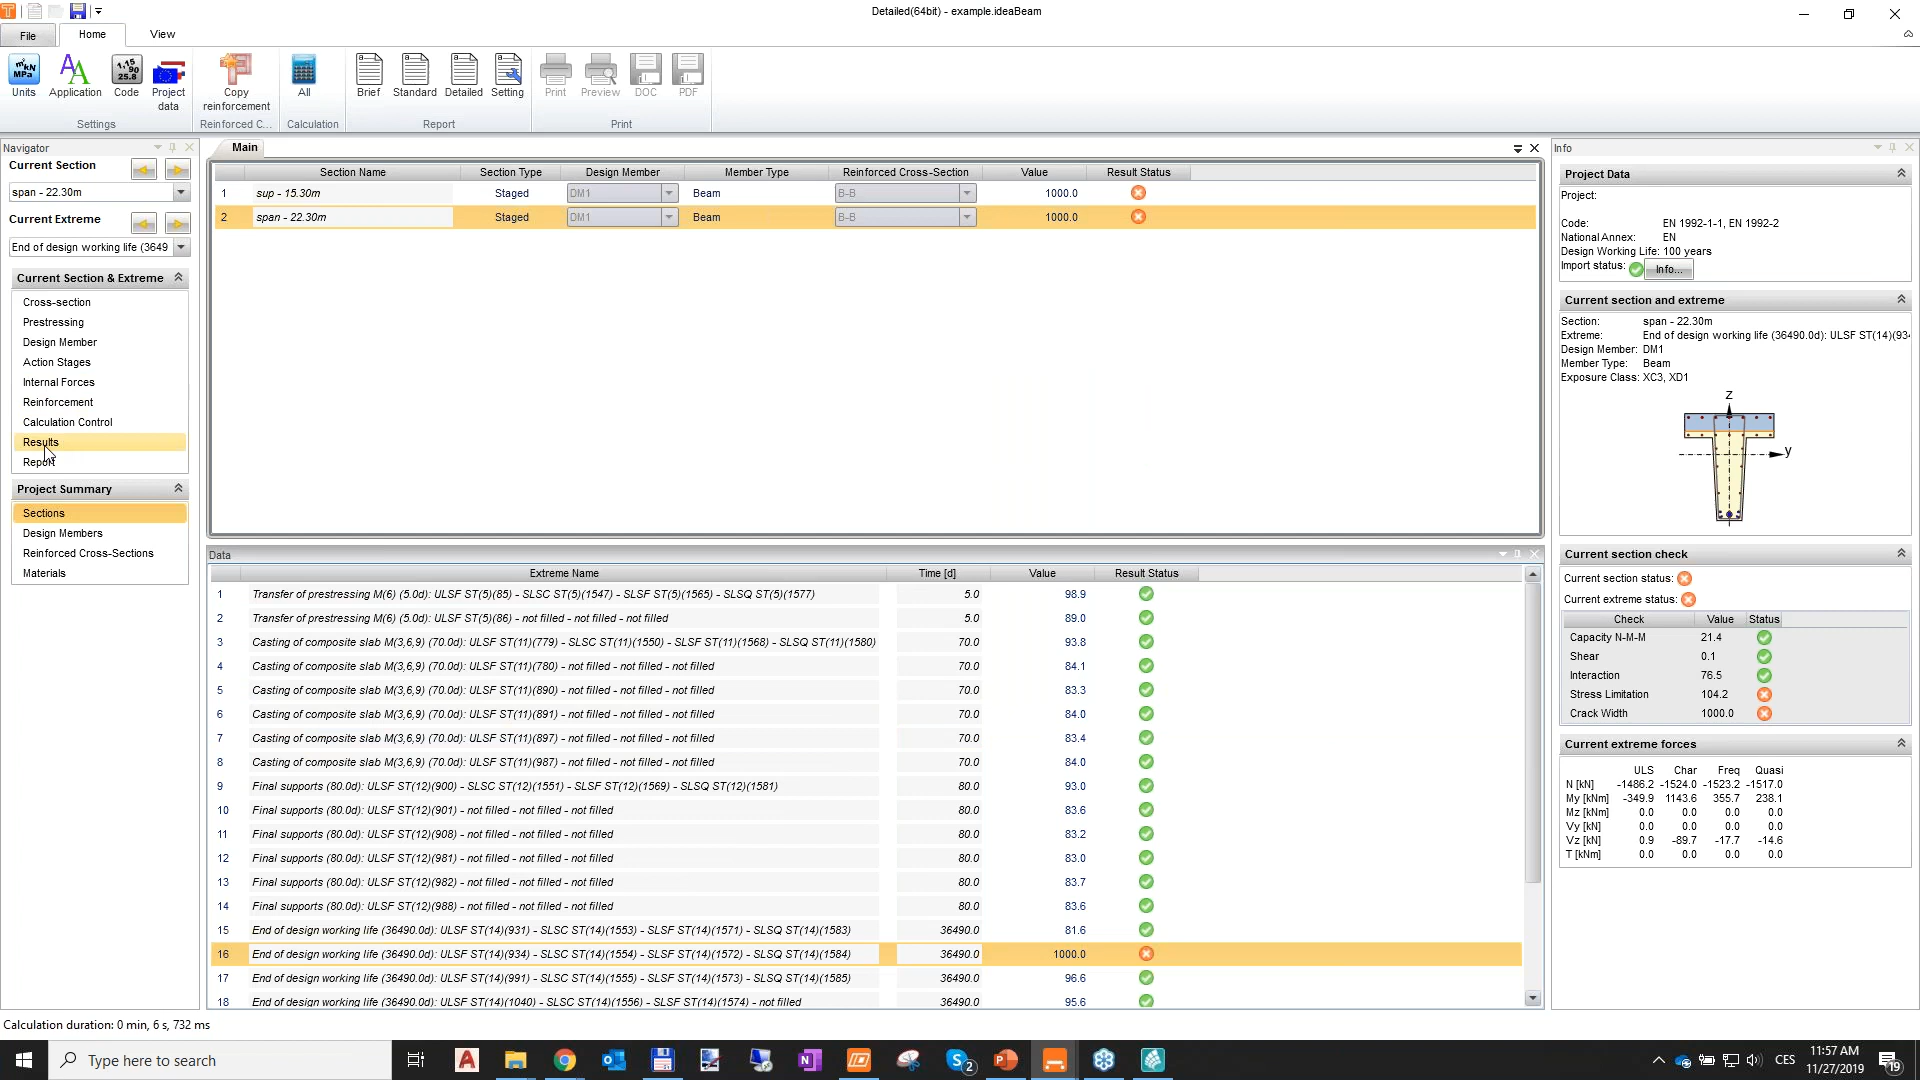 Detailed(64bit) - example.ideaBeam
File
Home
View
Units
Application
Code
Project data
Settings
Copy reinforcement
Reinforced C...
All
Calculation
Brief
Standard
Detailed
Setting
Report
Print
Preview
DOC
PDF
Print
Navigator
Current Section
span - 22.30m
Current Extreme
End of design working life (3649
Current Section & Extreme
Cross-section
Prestressing
Design Member
Action Stages
Internal Forces
Reinforcement
Calculation Control
Results
Report
Project Summary
Sections
Design Members
Reinforced Cross-Sections
Materials
Main
Section Name Section Type Design Member Member Type Reinforced Cross-Section Value Result Status
1 sup - 15.30m Staged DM1 Beam B-B 1000.0
2 span - 22.30m Staged DM1 Beam B-B 1000.0
Data
Extreme Name Time [d] Value Result Status
1 Transfer of prestressing M(6) (5.0d): ULSF ST(5)(85) - SLSC ST(5)(1547) - SLSF ST(5)(1565) - SLSQ ST(5)(1577) 5.0 98.9
2 Transfer of prestressing M(6) (5.0d): ULSF ST(5)(86) - not filled - not filled - not filled 5.0 89.0
3 Casting of composite slab M(3,6,9) (70.0d): ULSF ST(11)(779) - SLSC ST(11)(1550) - SLSF ST(11)(1568) - SLSQ ST(11)(1580) 70.0 93.8
4 Casting of composite slab M(3,6,9) (70.0d): ULSF ST(11)(780) - not filled - not filled - not filled 70.0 84.1
5 Casting of composite slab M(3,6,9) (70.0d): ULSF ST(11)(890) - not filled - not filled - not filled 70.0 83.3
6 Casting of composite slab M(3,6,9) (70.0d): ULSF ST(11)(891) - not filled - not filled - not filled 70.0 84.0
7 Casting of composite slab M(3,6,9) (70.0d): ULSF ST(11)(897) - not filled - not filled - not filled 70.0 83.4
8 Casting of composite slab M(3,6,9) (70.0d): ULSF ST(11)(987) - not filled - not filled - not filled 70.0 84.0
9 Final supports (80.0d): ULSF ST(12)(900) - SLSC ST(12)(1551) - SLSF ST(12)(1569) - SLSQ ST(12)(1581) 80.0 93.0
10 Final supports (80.0d): ULSF ST(12)(901) - not filled - not filled - not filled 80.0 83.6
11 Final supports (80.0d): ULSF ST(12)(908) - not filled - not filled - not filled 80.0 83.2
12 Final supports (80.0d): ULSF ST(12)(981) - not filled - not filled - not filled 80.0 83.0
13 Final supports (80.0d): ULSF ST(12)(982) - not filled - not filled - not filled 80.0 83.7
14 Final supports (80.0d): ULSF ST(12)(988) - not filled - not filled - not filled 80.0 83.6
15 End of design working life (36490.0d): ULSF ST(14)(931) - SLSC ST(14)(1553) - SLSF ST(14)(1571) - SLSQ ST(14)(1583) 36490.0 81.6
16 End of design working life (36490.0d): ULSF ST(14)(934) - SLSC ST(14)(1554) - SLSF ST(14)(1572) - SLSQ ST(14)(1584) 36490.0 1000.0
17 End of design working life (36490.0d): ULSF ST(14)(991) - SLSC ST(14)(1555) - SLSF ST(14)(1573) - SLSQ ST(14)(1585) 36490.0 96.6
18 End of design working life (36490.0d): ULSF ST(14)(1040) - SLSC ST(14)(1556) - SLSF ST(14)(1574) - not filled 36490.0 95.6
Info
Project Data
Project:
Code: EN 1992-1-1, EN 1992-2
National Annex: EN
Design Working Life: 100 years
Import status: Info...
Current section and extreme
Section: span - 22.30m
Extreme: End of design working life (36490.0d): ULSF ST(14)(93
Design Member: DM1
Member Type: Beam
Exposure Class: XC3, XD1
Z
y
Current section check
Current section status:
Current extreme status:
Check Value Status
Capacity N-M-M 21.4
Shear 0.1
Interaction 76.5
Stress Limitation 104.2
Crack Width 1000.0
Current extreme forces
ULS Char Freq Quasi
N [kN] -1486.2 -1524.0 -1523.2 -1517.0
My [kNm] -349.9 1143.6 355.7 238.1
Mz [kNm] 0.0 0.0 0.0 0.0
Vy [kN] 0.0 0.0 0.0 0.0
Vz [kN] 0.9 -89.7 -17.7 -14.6
T [kNm] 0.0 0.0 0.0 0.0
Calculation duration: 0 min, 6 s, 732 ms
Type here to search
CES
11:57 AM
11/27/2019
19